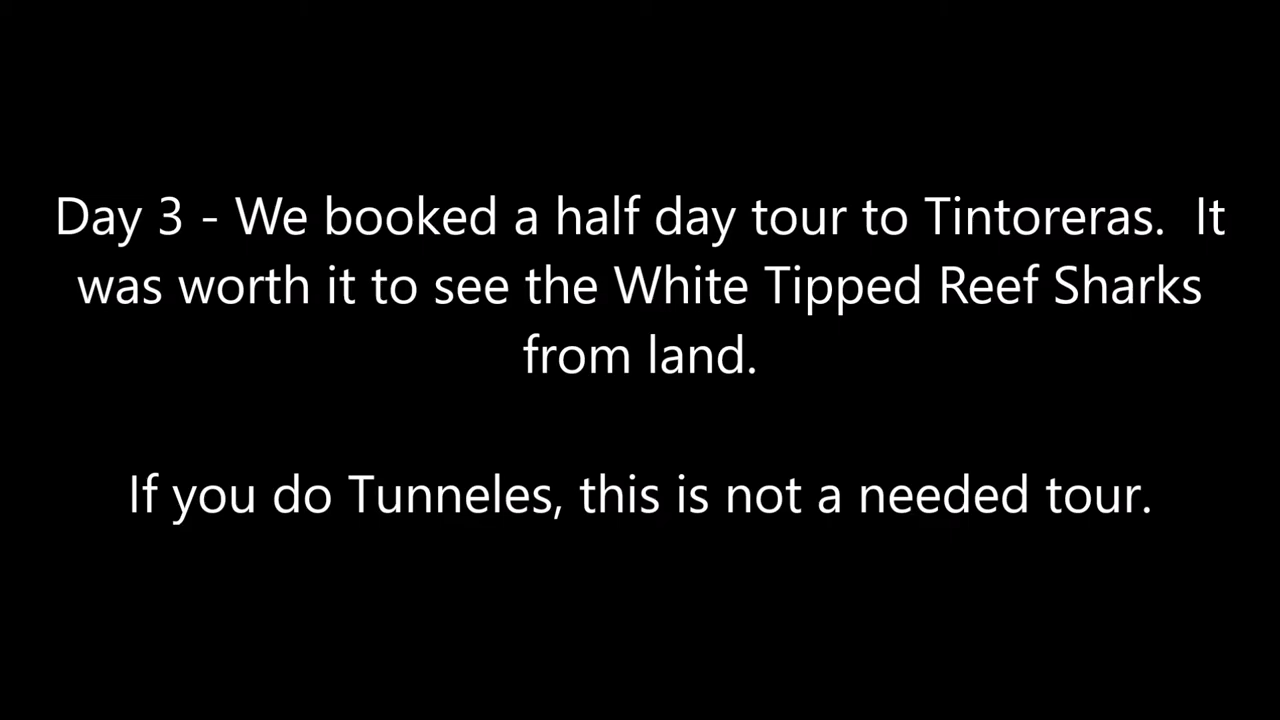 Day 3 - We booked a half day tour to Tintoreras.  It
was worth it to see the White Tipped Reef Sharks
from land.
If you do Tunneles, this is not a needed tour.